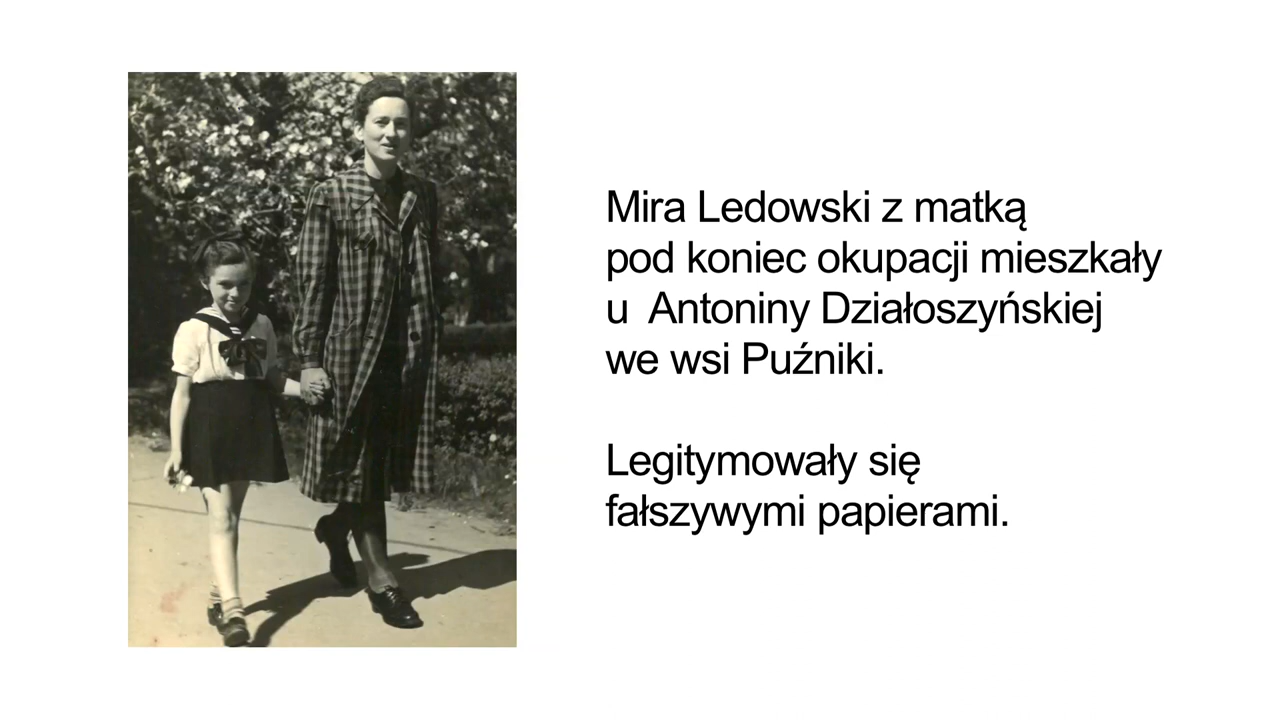 Mira Ledowski z matką
pod koniec okupacji mieszkały
u Antoniny Działoszyńskiej
we wsi Puźniki.
Legitymowały się
fałszywymi papierami.